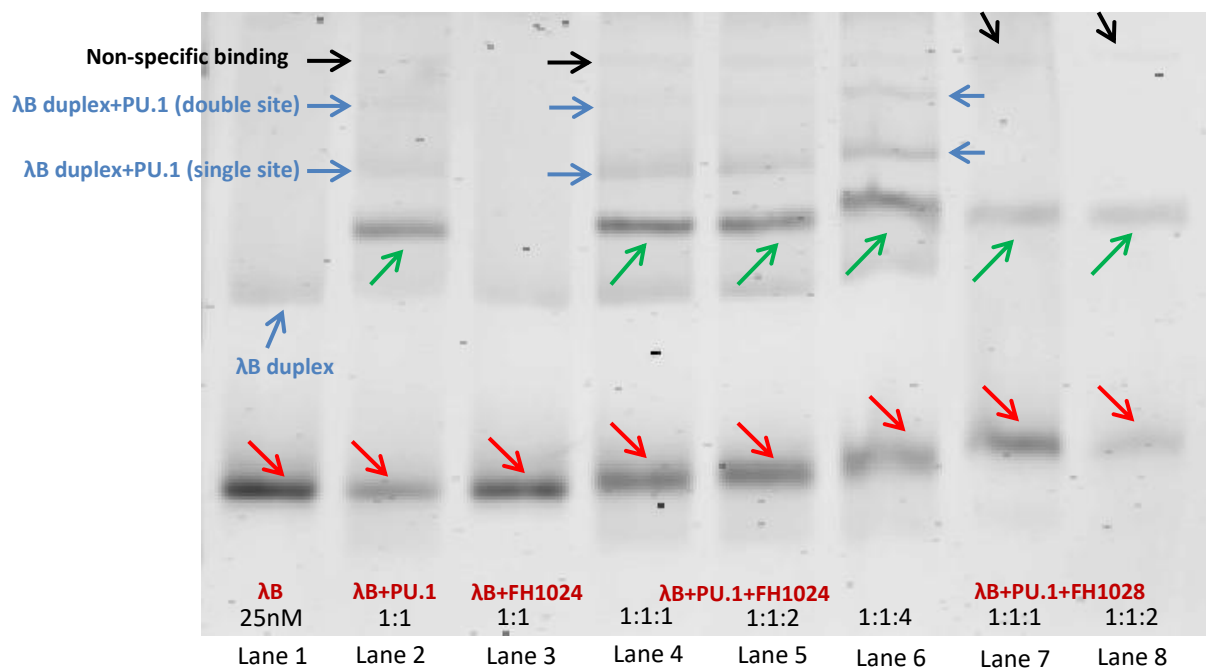 Non-specific binding
λB duplex+PU.1 (double site)
λB duplex+PU.1 (single site)
λB duplex
λB λB+PU.1 λB+FH1024 λB+PU.1+FH1024 λB+PU.1+FH1028
25nM 1:1 1:1 1:1:1 1:1:2 1:1:4 1:1:1 1:1:2
Lane 1 Lane 2 Lane 3 Lane 4 Lane 5 Lane 6 Lane 7 Lane 8